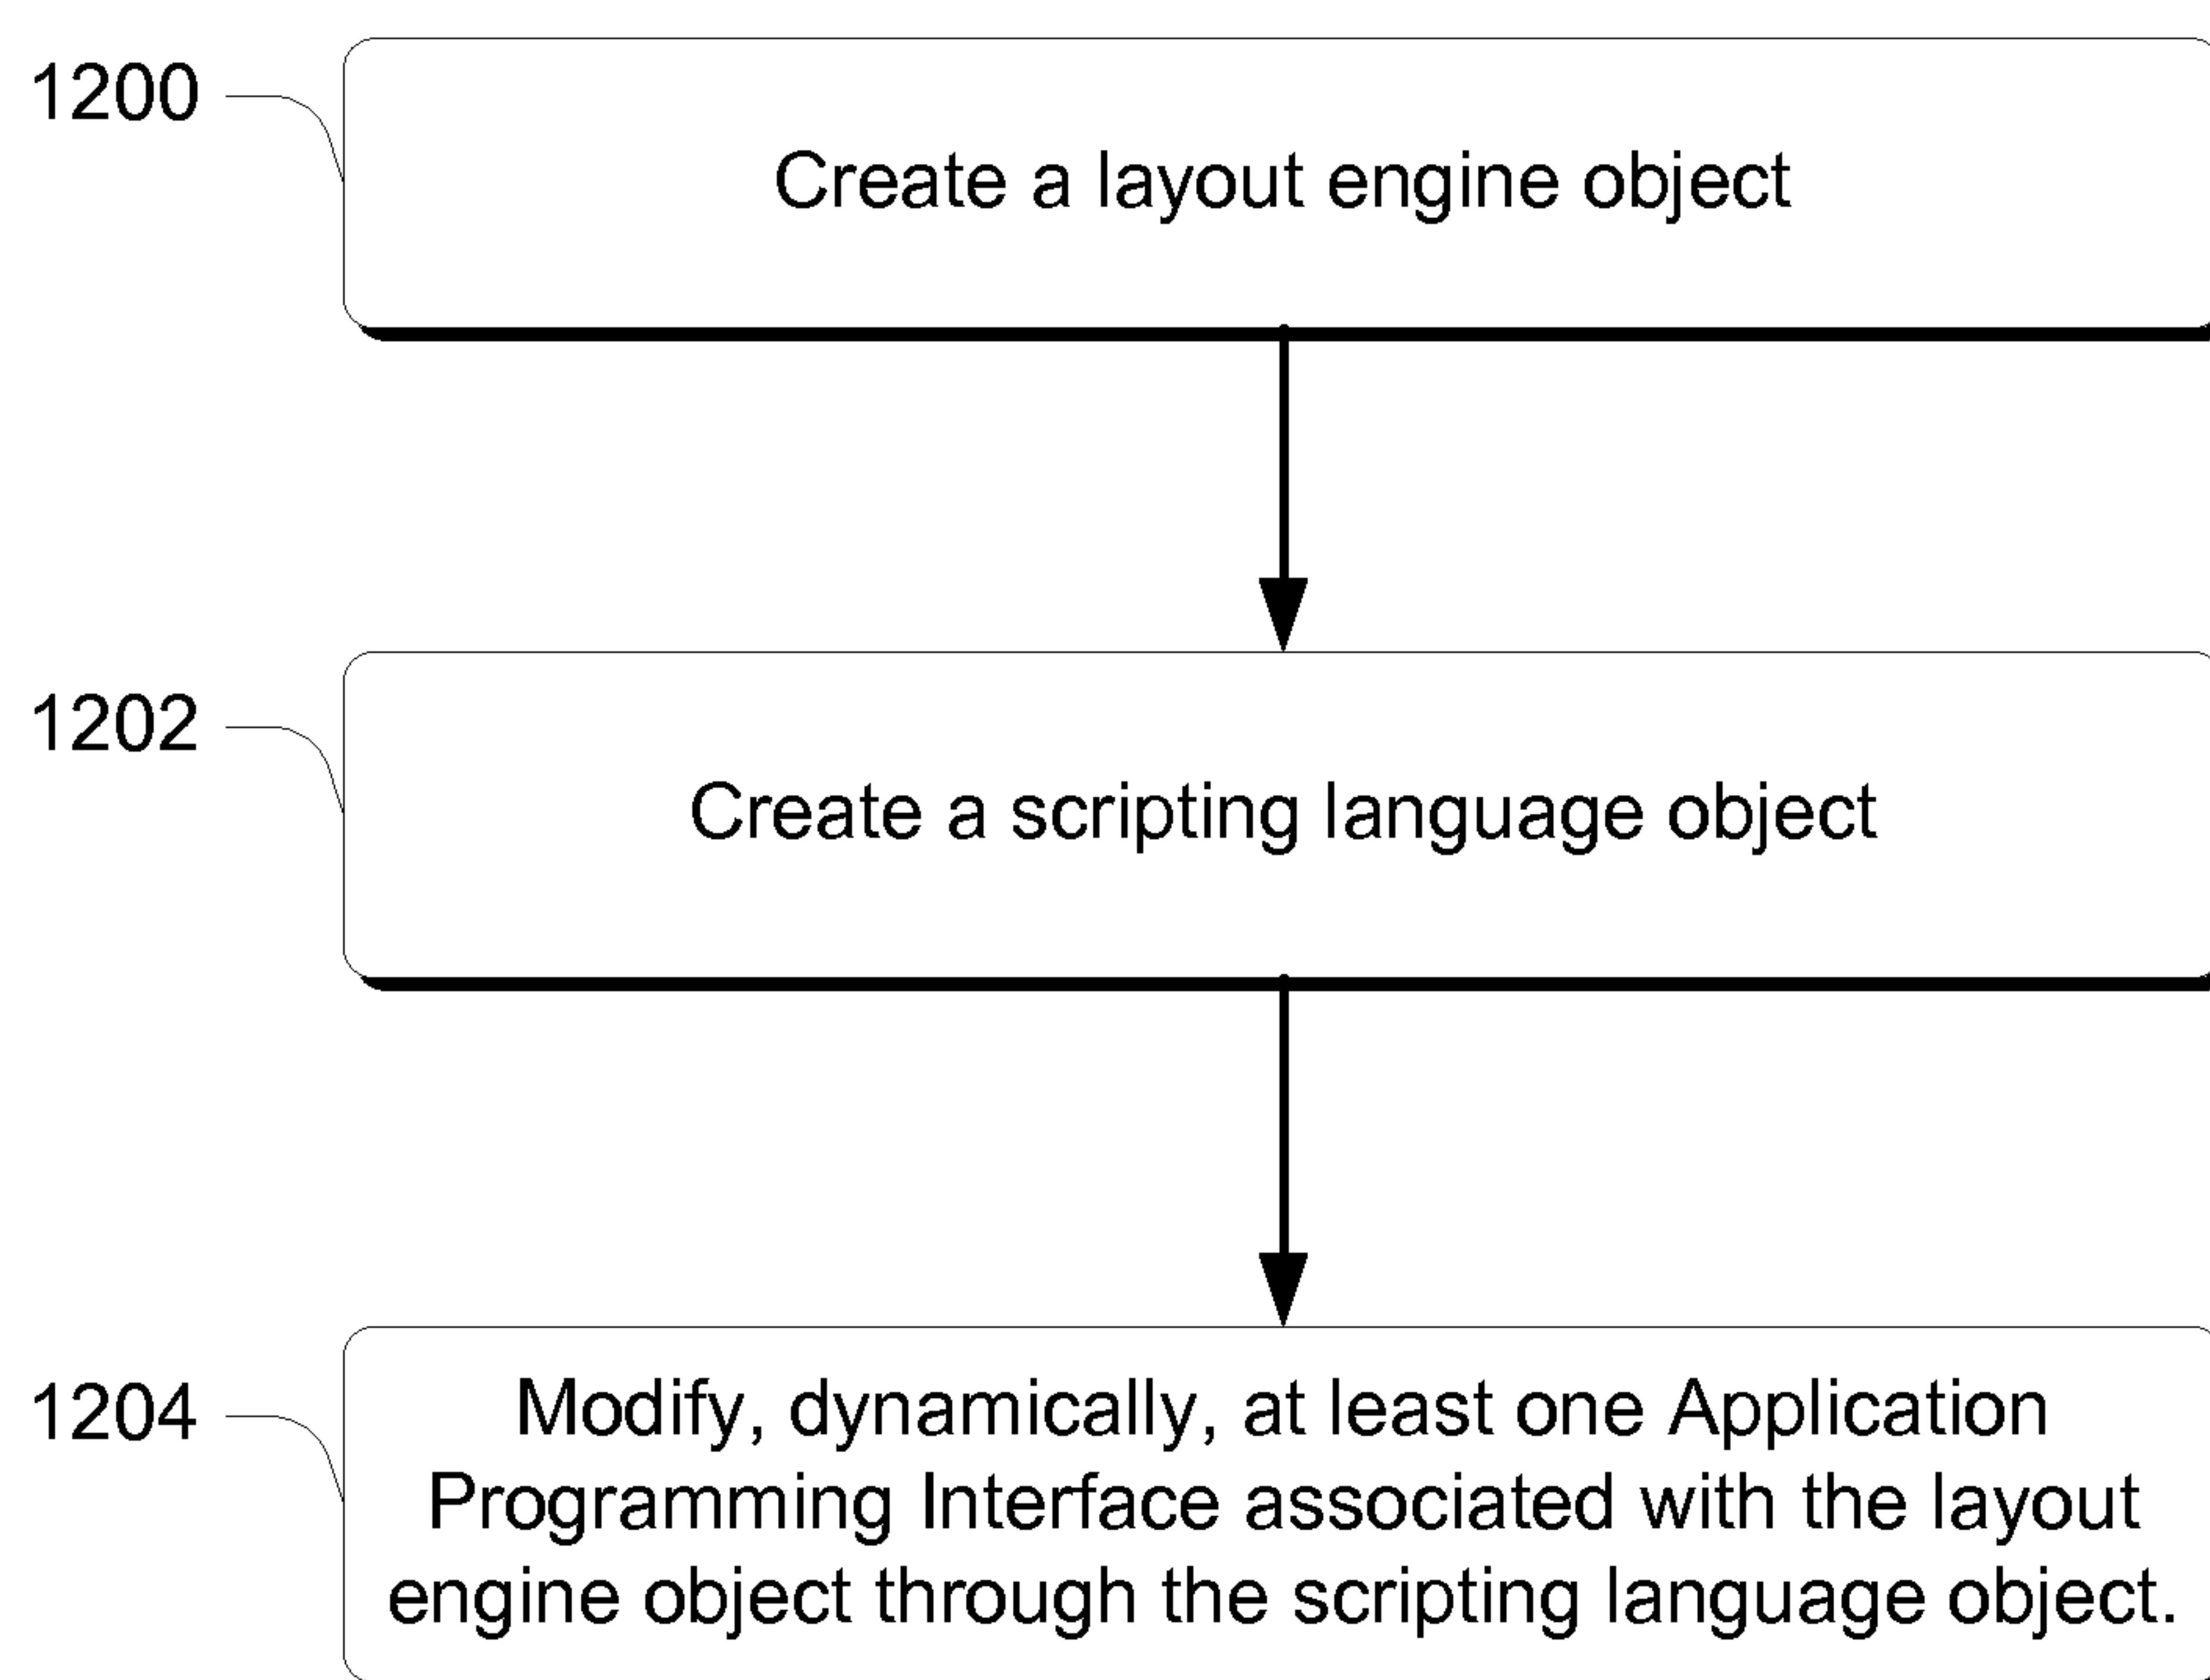 1200
Create a layout engine object
1202
Create a scripting language object
1204
Modify, dynamically, at least one Application
Programming Interface associated with the layout
engine object through the scripting language object.